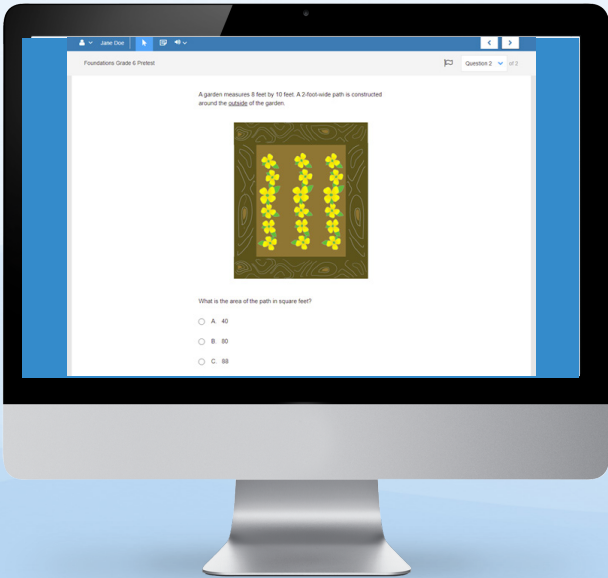 Jane Doe
Foundations Grade 6 Pretest
Question 2 of 2
A garden measures 8 feet by 10 feet. A 2-foot-wide path is constructed
around the outside of the garden.
What is the area of the path in square feet?
A. 40
B. 80
C. 88